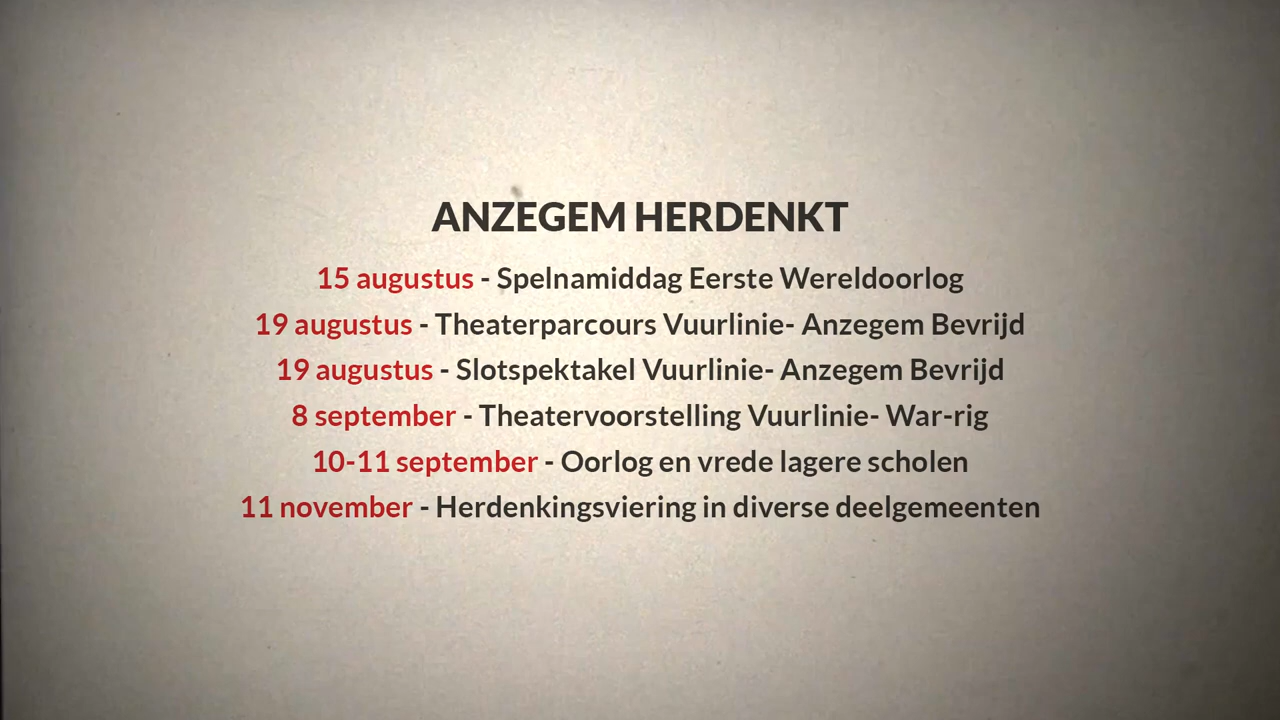 ANZEGEM HERDENKT
15 augustus - Spelnamiddag Eerste Wereldoorlog
19 augustus - Theaterparcours Vuurlinie- Anzegem Bevrijd
19 augustus - Slotspektakel Vuurlinie- Anzegem Bevrijd
8 september - Theatervoorstelling Vuurlinie- War-rig
10-11 september - Oorlog en vrede lagere scholen
11 november - Herdenkingsviering in diverse deelgemeenten